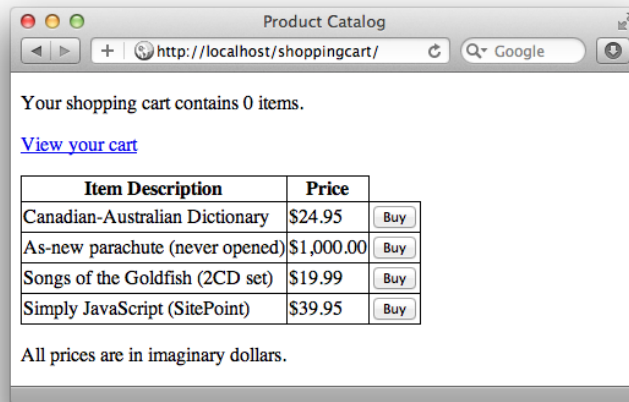 Product Catalog
http://localhost/shoppingcart/
Google
Your shopping cart contains 0 items.
View your cart
Item Description Price
Canadian-Australian Dictionary $24.95 Buy
As-new parachute (never opened) $1,000.00 Buy
Songs of the Goldfish (2CD set) $19.99 Buy
Simply JavaScript (SitePoint) $39.95 Buy
All prices are in imaginary dollars.